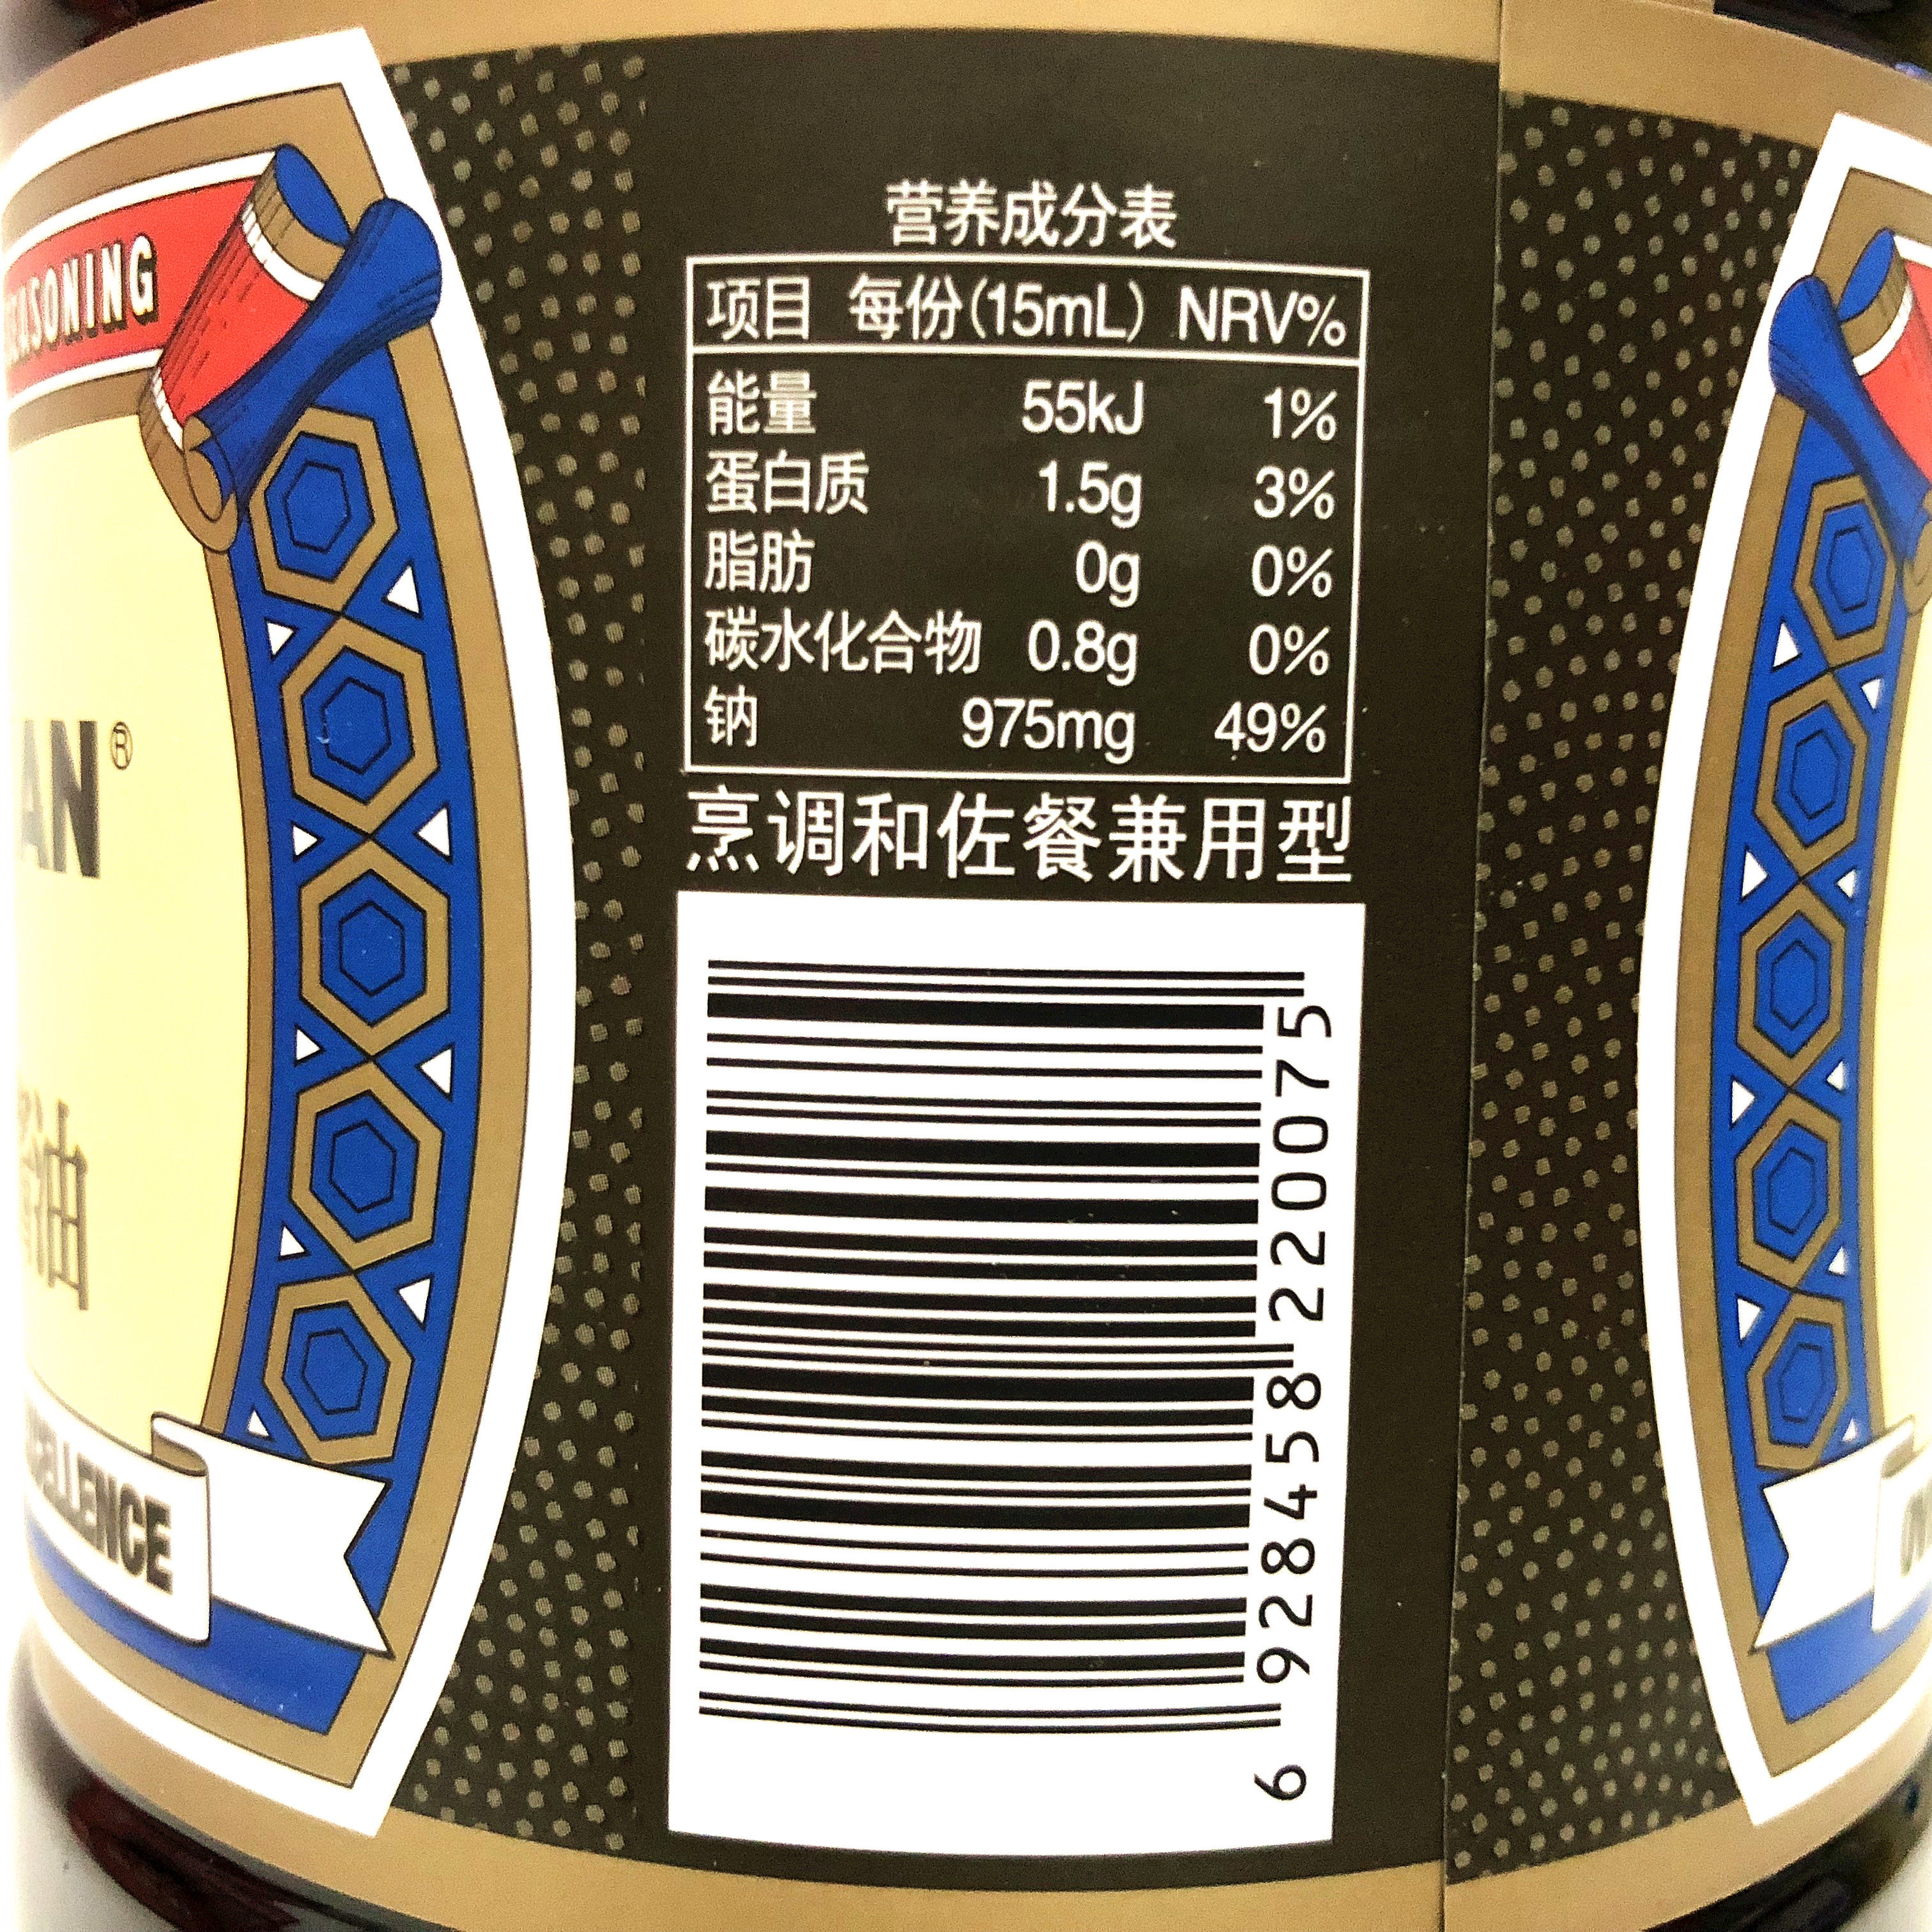 SEASONING
AN®
油
CELLENCE
营养成分表
项目 每份(15mL) NRV%
能量 55kJ 1%
蛋白质 1.5g 3%
脂肪 0g 0%
碳水化合物 0.8g 0%
钠 975mg 49%
烹调和佐餐兼用型
6 928458 220075